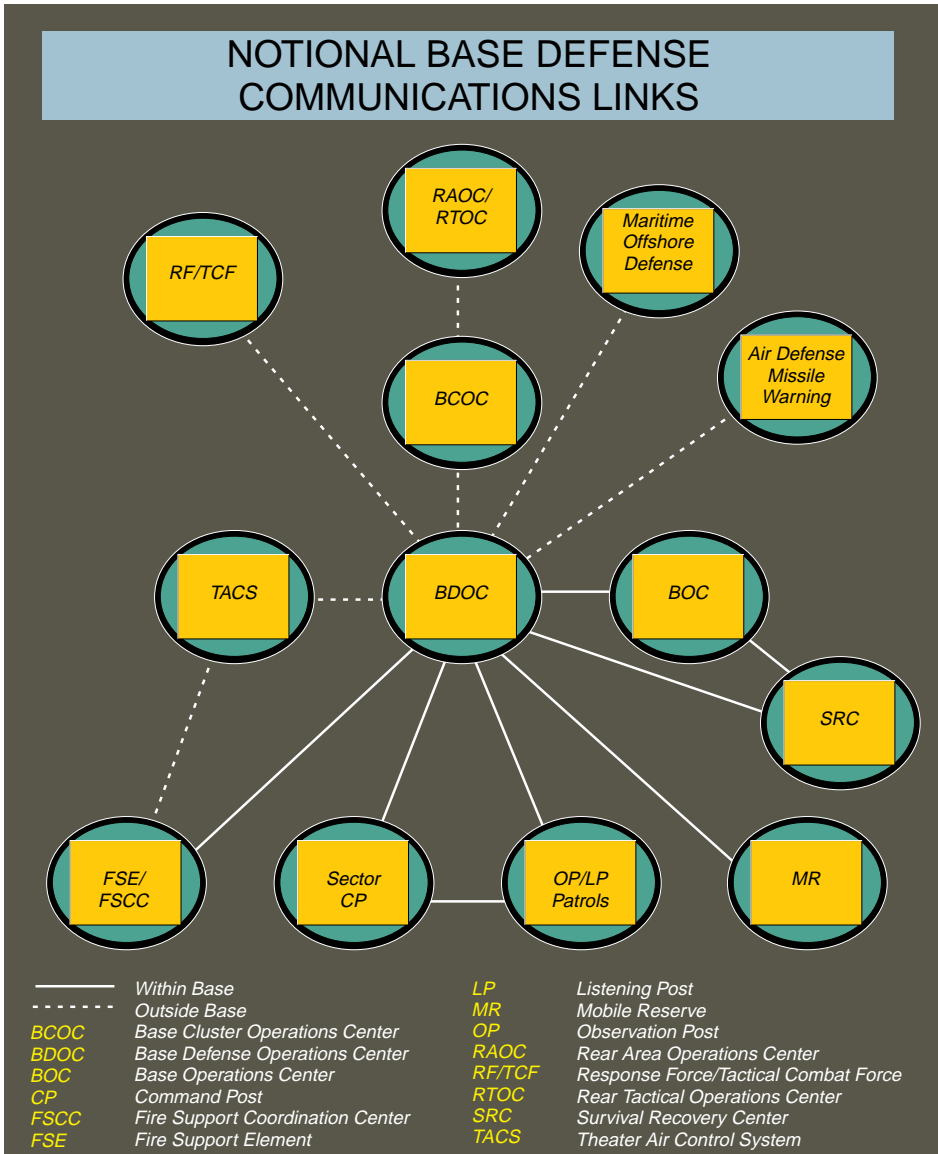 NOTIONAL BASE DEFENSE
COMMUNICATIONS LINKS
RAOC/
RTOC
Maritime
Offshore
Defense
RF/TCF
Air Defense
Missile
Warning
BCOC
TACS
BDOC
BOC
SRC
FSE/
FSCC
Sector
CP
OP/LP
Patrols
MR
Within Base
Outside Base
BCOC Base Cluster Operations Center
BDOC Base Defense Operations Center
BOC Base Operations Center
CP Command Post
FSCC Fire Support Coordination Center
FSE Fire Support Element
LP Listening Post
MR Mobile Reserve
OP Observation Post
RAOC Rear Area Operations Center
RF/TCF Response Force/Tactical Combat Force
RTOC Rear Tactical Operations Center
SRC Survival Recovery Center
TACS Theater Air Control System